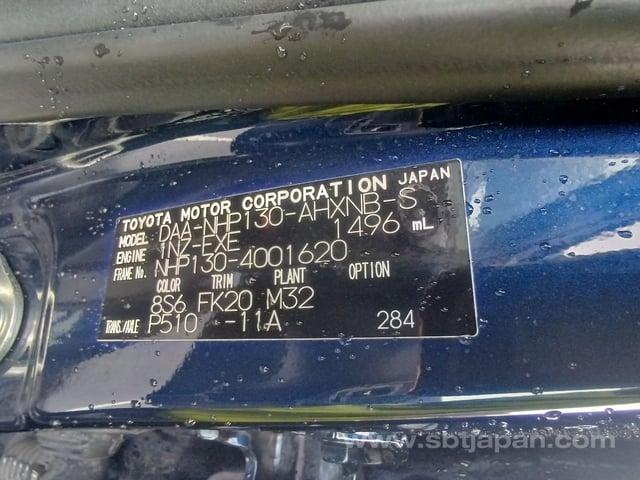 TOYOTA MOTOR CORPORATION JAPAN
MODEL DAA-NHP130-AHXNB-S
ENGINE 1NZ-FXE 1496 mL
FRAME No. NHP130-4001620
COLOR TRIM PLANT OPTION
8S6 FK20 M32
TRANS./AXLE P510 -11A 284
www.sbtjapan.com